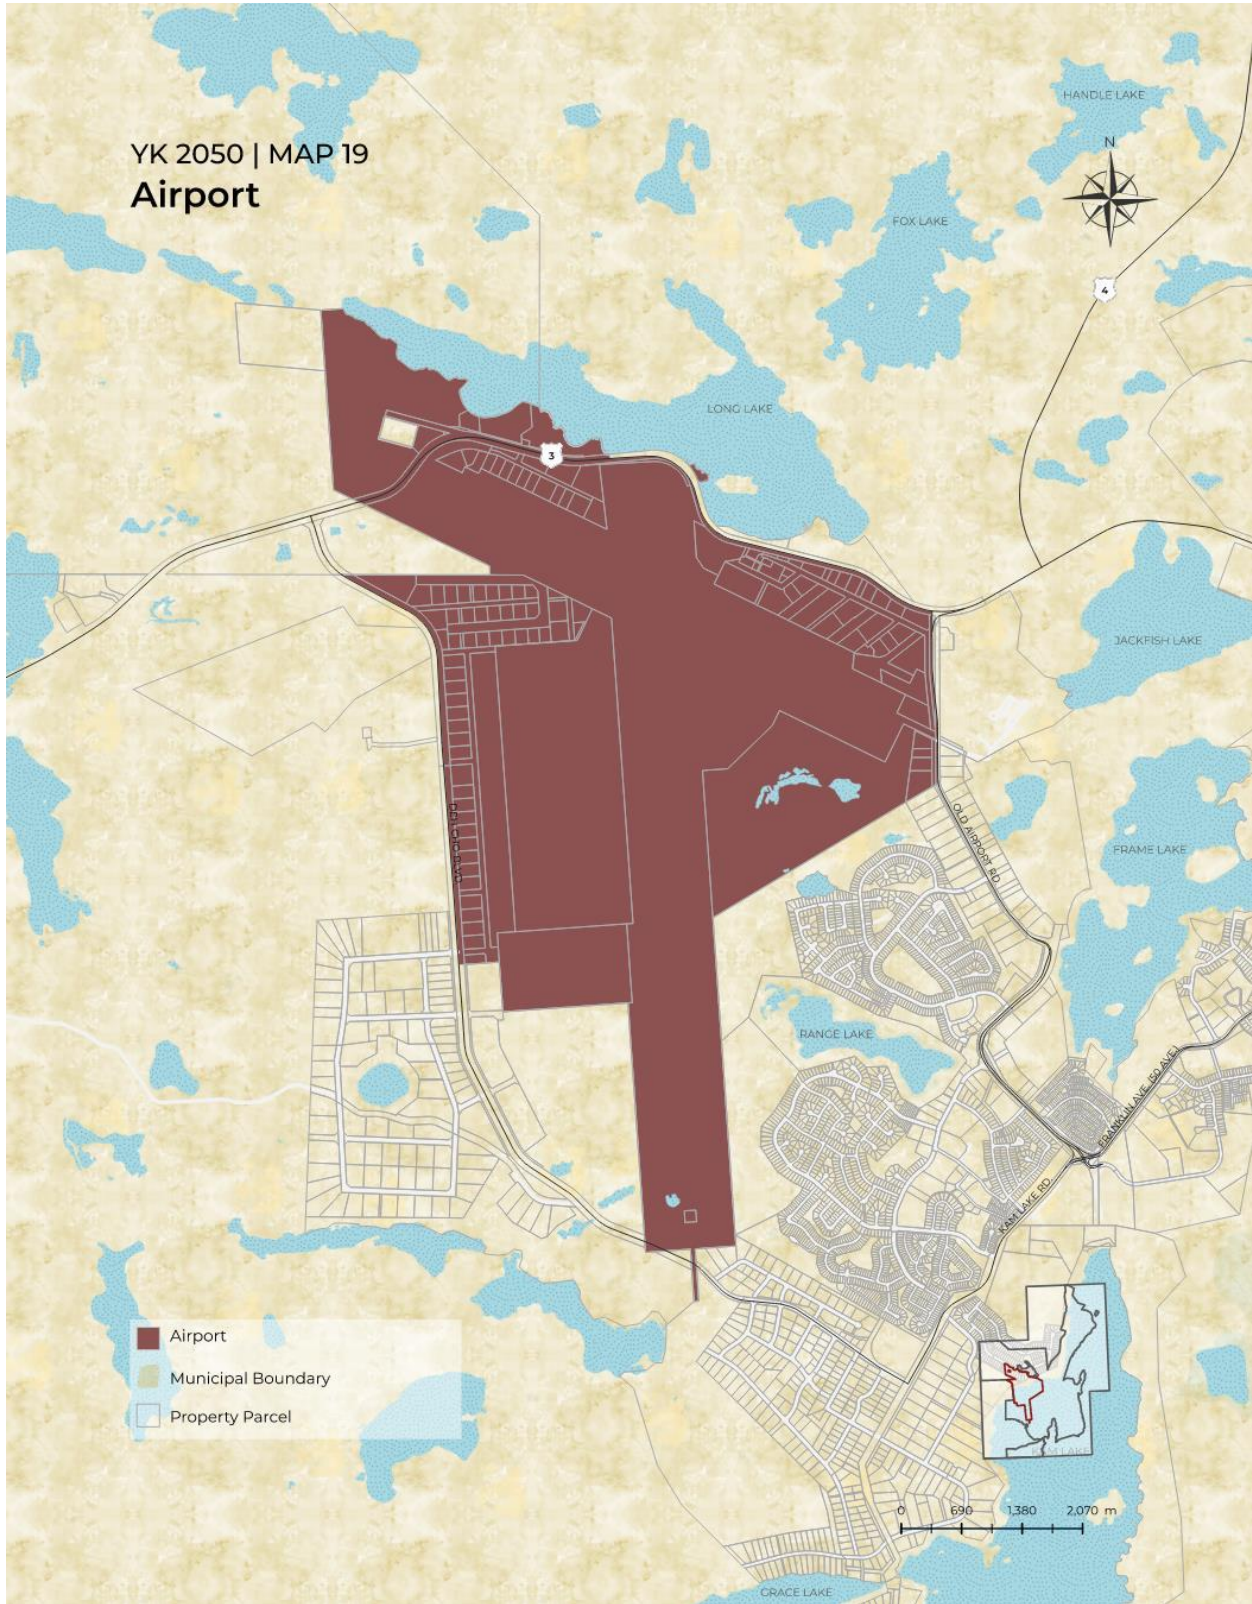 YK 2050 | MAP 19
Airport
HANDLE LAKE
N
FOX LAKE
4
LONG LAKE
3
JACKFISH LAKE
OLD AIRPORT RD.
FRAME LAKE
RANGE LAKE
FRANKLIN AVE. (50 AVE)
KAM LAKE RD.
Airport
Municipal Boundary
Property Parcel
KAM LAKE
0 690 1,380 2,070 m
GRACE LAKE